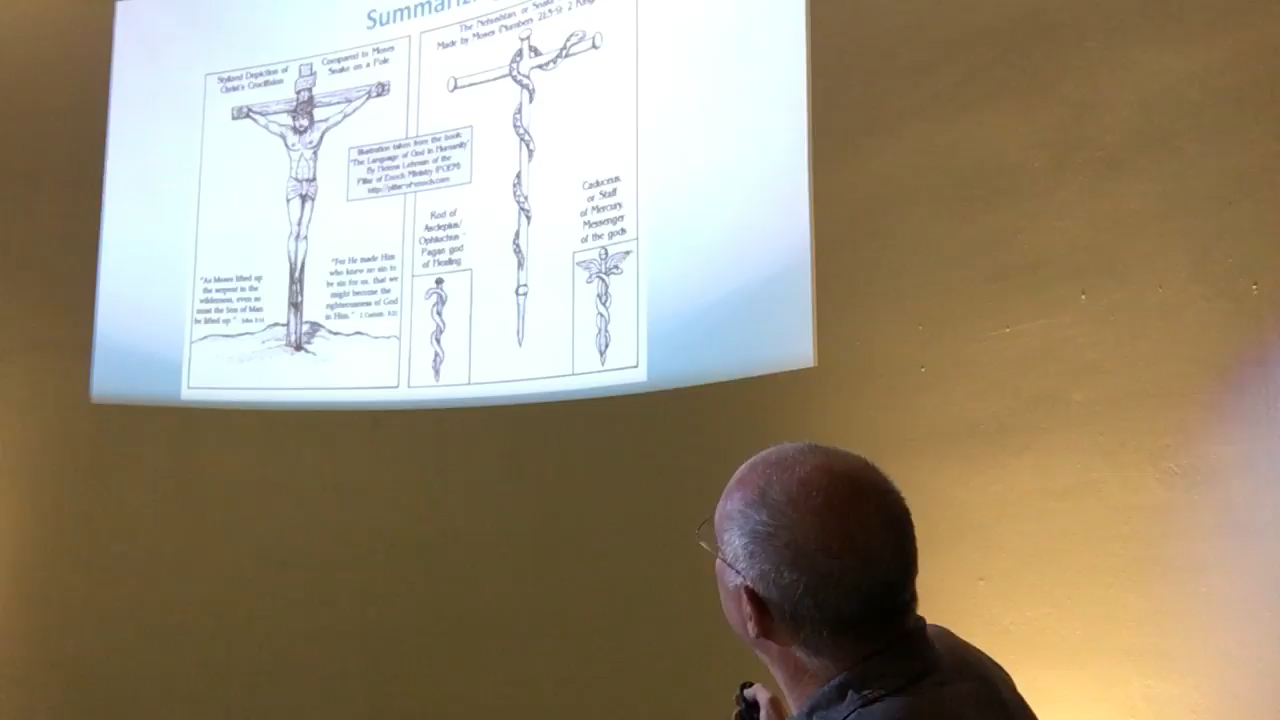 Summariz
Stylized Depiction of
Christ's Crucifixion
Compared to Moses
Snake on a Pole
The Nehushtan, or Snake
Made by Moses (Numbers 21:5-9; 2 King
Illustration taken from the book:
"The Language of God in Humanity"
By Helena Lehman of the
Pillar of Enoch Ministry (POEM)
http://pillar-of-enoch.com
"As Moses lifted up
the serpent in the
wilderness, even so
must the Son of Man
be lifted up." John 3:14
"For He made Him
who knew no sin to
be sin for us, that we
might become the
righteousness of God
in Him." 2 Corinth. 5:21
Rod of
Asclepius/
Ophiuchus -
Pagan god
of Healing
Caduceus,
or Staff
of Mercury,
Messenger
of the gods